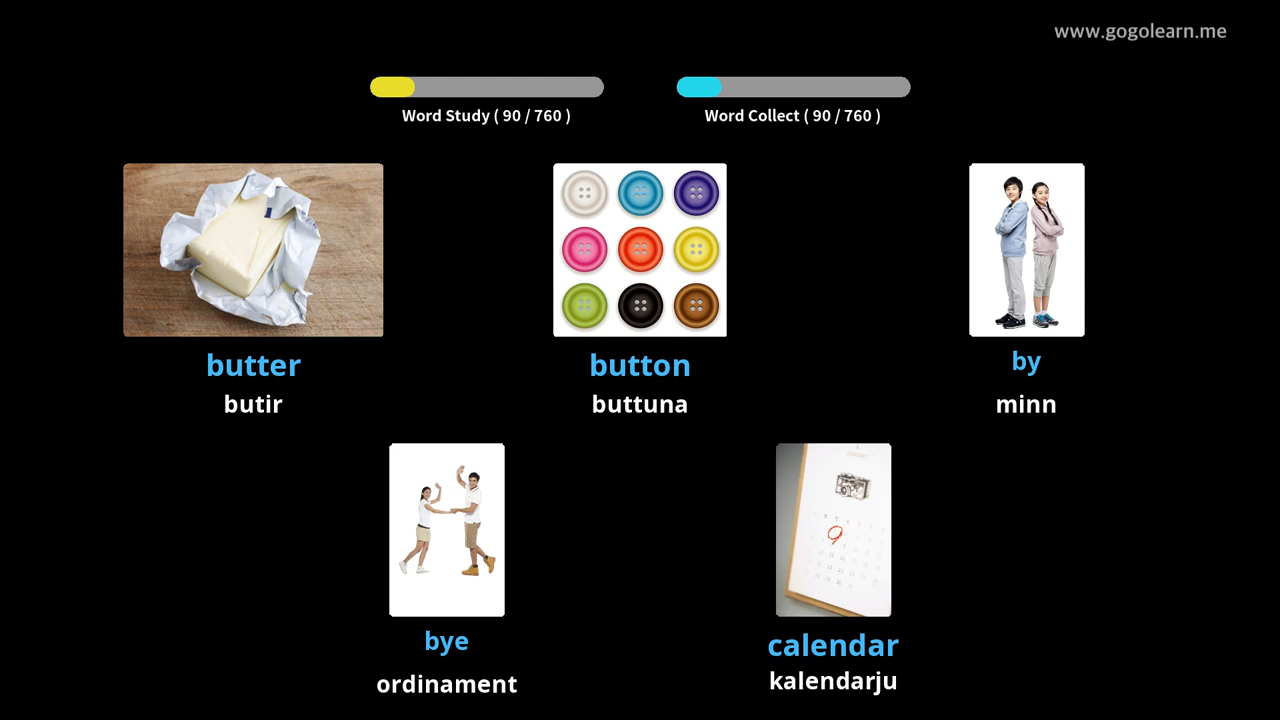 www.gogolearn.me
Word Study ( 90 / 760 )
Word Collect ( 90 / 760 )
butter
butir
button
buttuna
by
minn
bye
ordinament
calendar
kalendarju